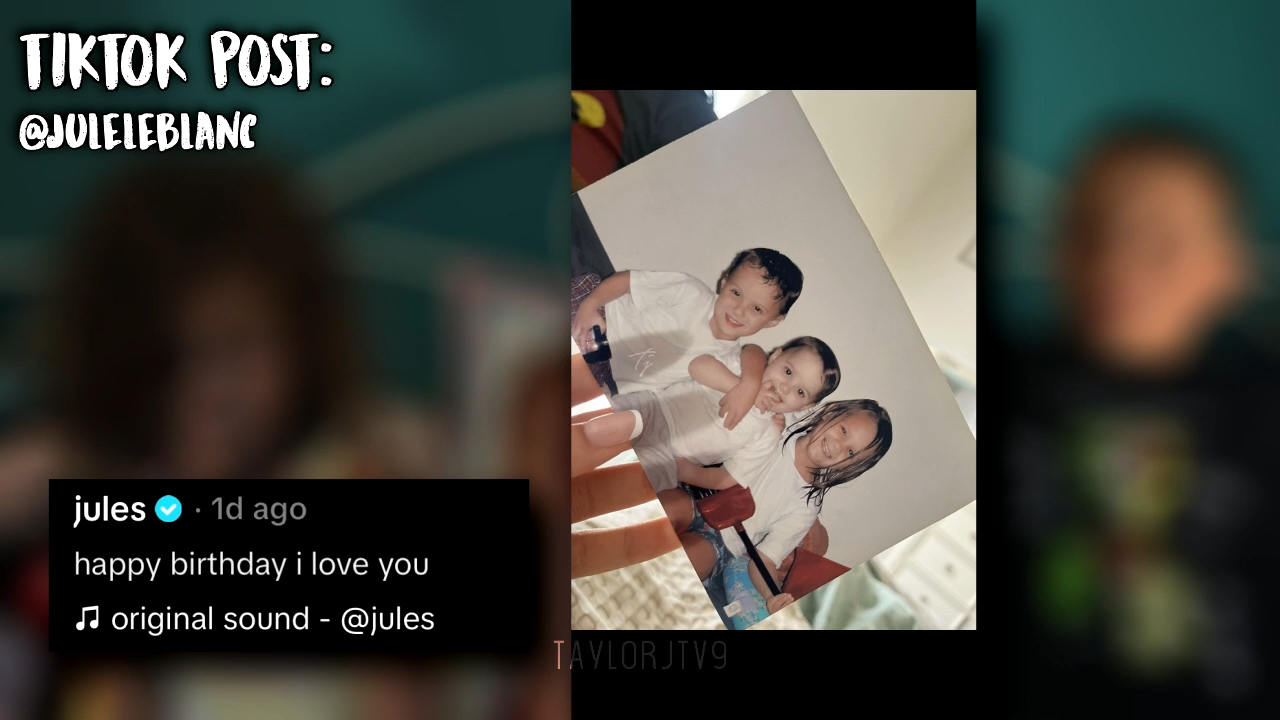 TIKTOK POST:
@JULELEBLANC
jules · 1d ago
happy birthday i love you
original sound - @jules
TAYLORJTV9